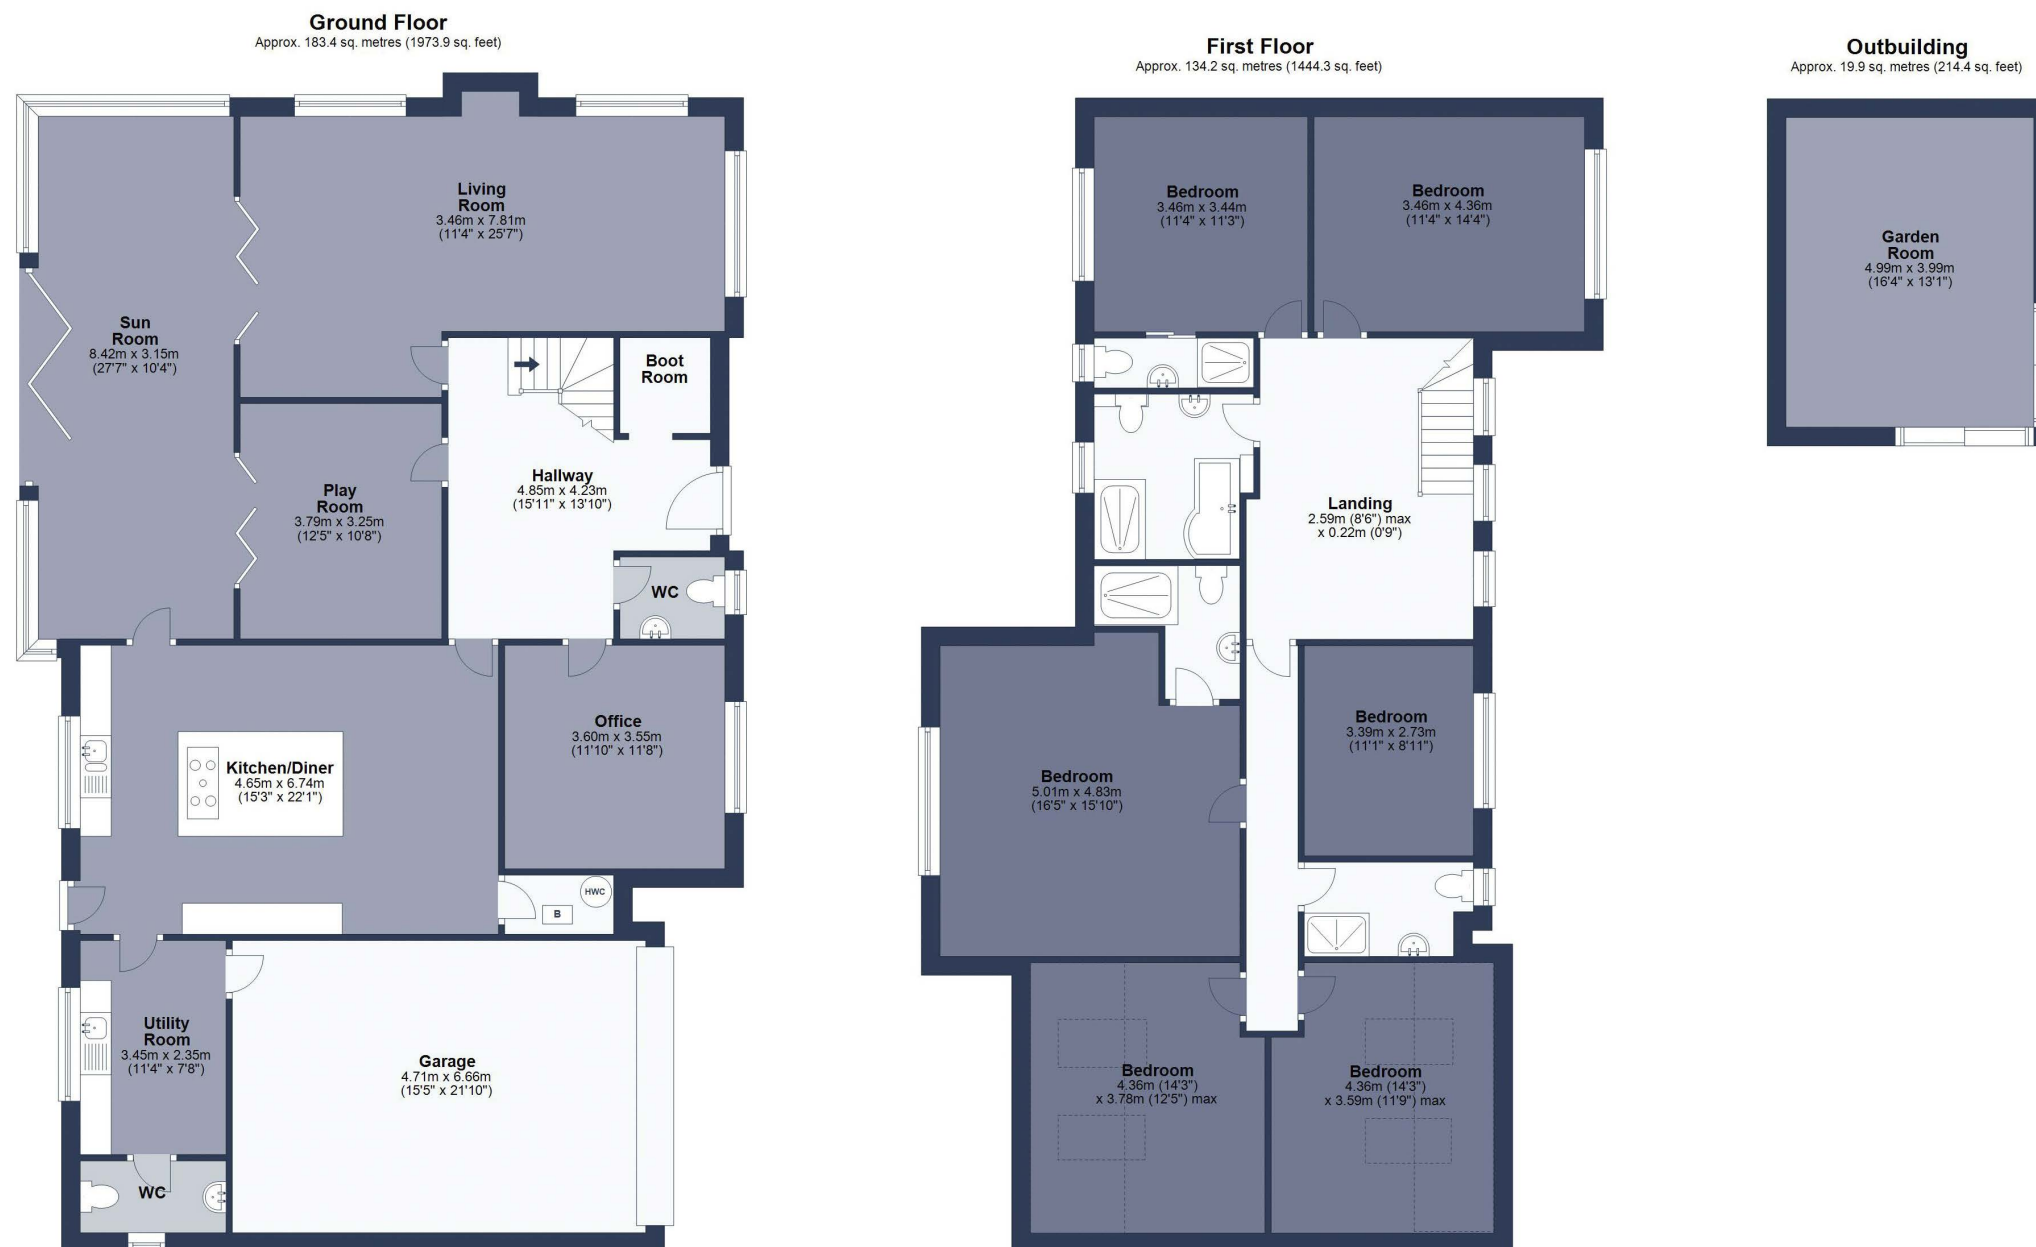 Ground Floor
Approx. 183.4 sq. metres (1973.9 sq. feet)
Living
Room
3.46m x 7.81m
(11'4" x 25'7")
Sun
Room
8.42m x 3.15m
(27'7" x 10'4")
Boot
Room
Play
Room
3.79m x 3.25m
(12'5" x 10'8")
Hallway
4.85m x 4.23m
(15'11" x 13'10")
WC
Office
3.60m x 3.55m
(11'10" x 11'8")
Kitchen/Diner
4.65m x 6.74m
(15'3" x 22'1")
HWC
B
Utility
Room
3.45m x 2.35m
(11'4" x 7'8")
Garage
4.71m x 6.66m
(15'5" x 21'10")
WC
First Floor
Approx. 134.2 sq. metres (1444.3 sq. feet)
Bedroom
3.46m x 3.44m
(11'4" x 11'3")
Bedroom
3.46m x 4.36m
(11'4" x 14'4")
Landing
2.59m (8'6") max
x 0.22m (0'9")
Bedroom
3.39m x 2.73m
(11'1" x 8'11")
Bedroom
5.01m x 4.83m
(16'5" x 15'10")
Bedroom
4.36m (14'3")
x 3.78m (12'5") max
Bedroom
4.36m (14'3")
x 3.59m (11'9") max
Outbuilding
Approx. 19.9 sq. metres (214.4 sq. feet)
Garden
Room
4.99m x 3.99m
(16'4" x 13'1")